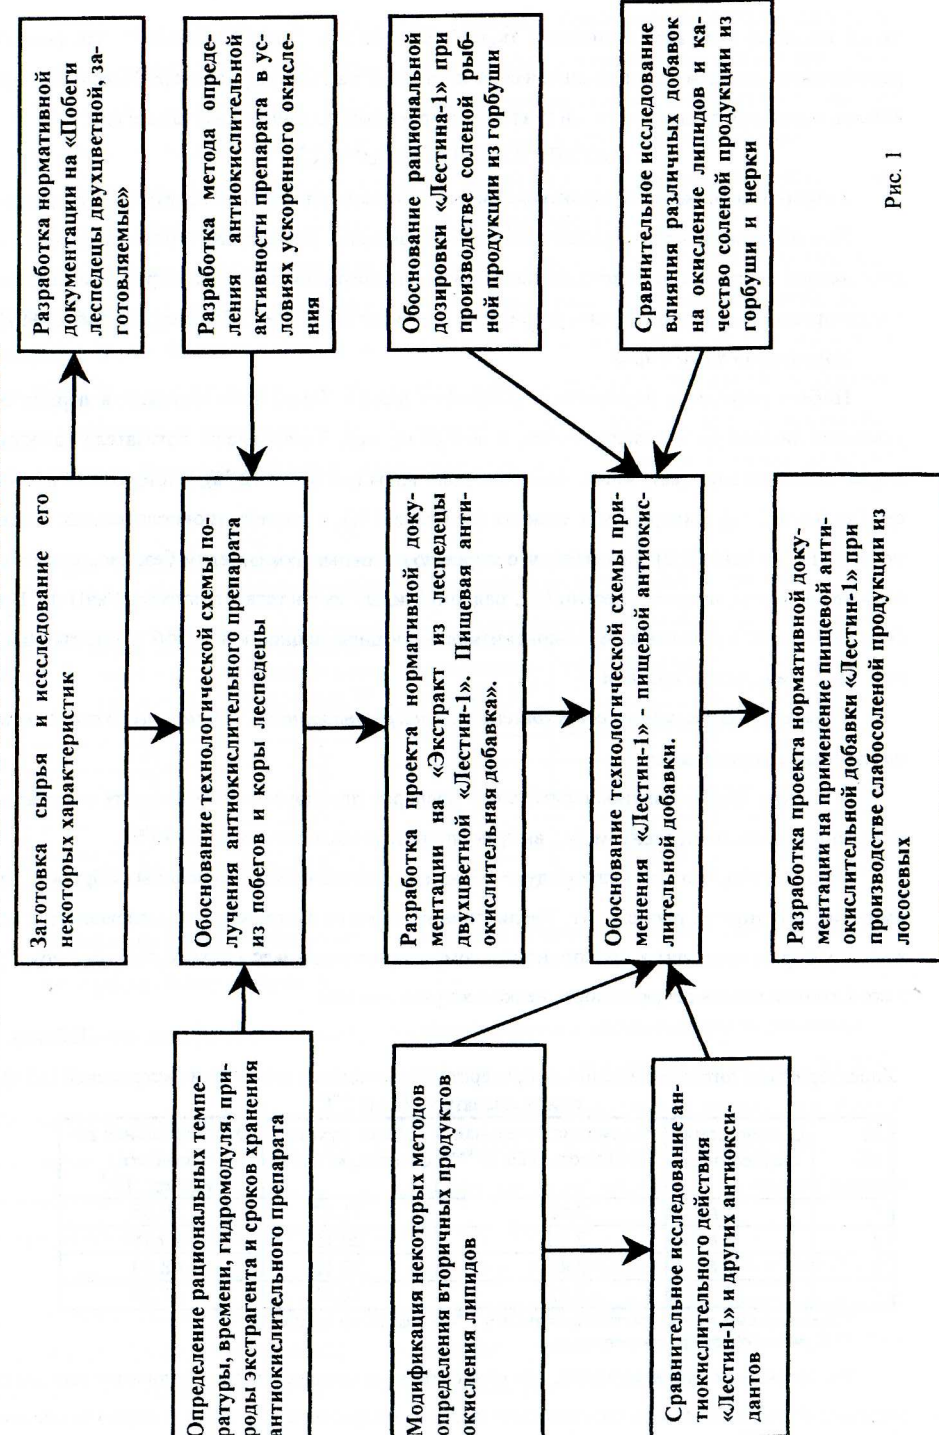 Заготовка сырья и иссследование его
некоторых характеристик
Разработка нормативной
документации на «Побеги
леспедецы двухцветной, за-
готовляемые»
Определение рациональных темпе-
ратуры, времени, гидромодуля, при-
роды экстрагента и сроков хранения
антиокислительного препарата
Обоснование технологической схемы по-
лучения антиокислительного препарата
из побегов и коры леспедецы
Разработка метода опреде-
ления антиокислительной
активности препарата в ус-
ловиях ускоренного окисле-
ния
Модификация некоторых методов
определения вторичных продуктов
окисления липидов
Разработка проекта нормативной доку-
ментации на «Экстракт из леспедецы
двухцветной «Лестин-1». Пищевая анти-
окислительная добавка».
Обоснование рациональной
дозировки «Лестина-1» при
производстве соленой рыб-
ной продукции из горбуши
Сравнительное исследование ан-
тиокислительного действия
«Лестин-1» и других антиокси-
дантов
Обоснование технологической схемы при-
менения «Лестин-1» - пищевой антиокис-
лительной добавки.
Сравнительное исследование
влияния различных добавок
на окисление липидов и ка-
чество соленой продукции из
горбуши и нерки
Разработка проекта нормативной доку-
ментации на применение пищевой анти-
окислительной добавки «Лестин-1» при
производстве слабосоленой продукции из
лососевых
Рис. 1